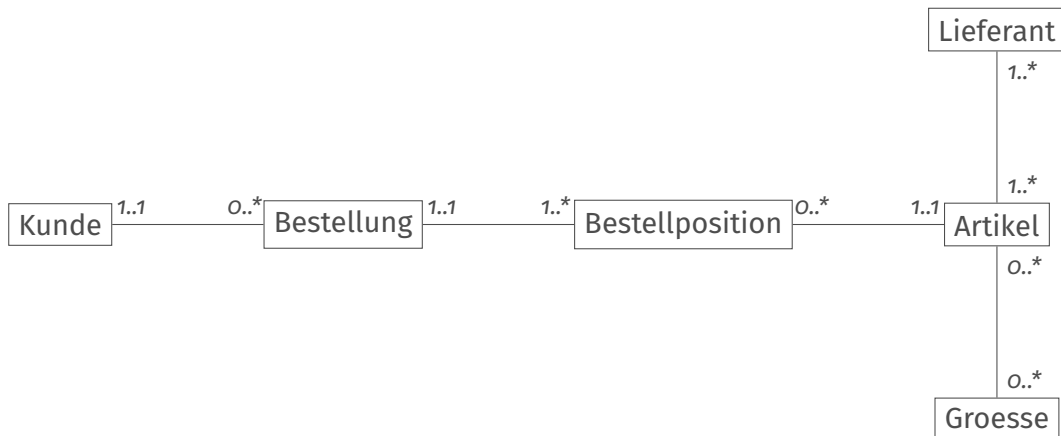 Lieferant
1..*
1..*
Kunde 1..1 0..* Bestellung 1..1 1..* Bestellposition 0..* 1..1 Artikel
0..*
0..*
Groesse